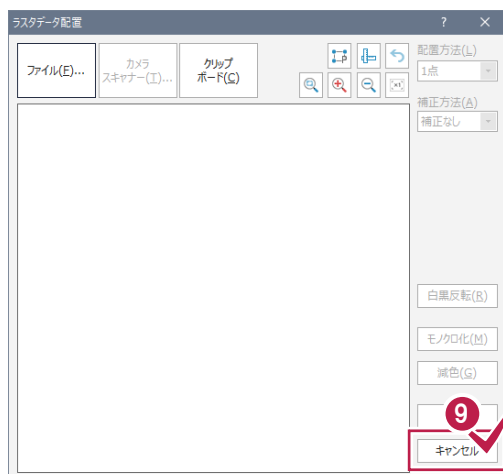 ラスタデータ配置
ファイル(F)...
カメラ
スキャナー(T)...
クリップ
ボード(C)
配置方法(L)
1点
補正方法(A)
補正なし
白黒反転(R)
モノクロ化(M)
減色(G)
9
キャンセル